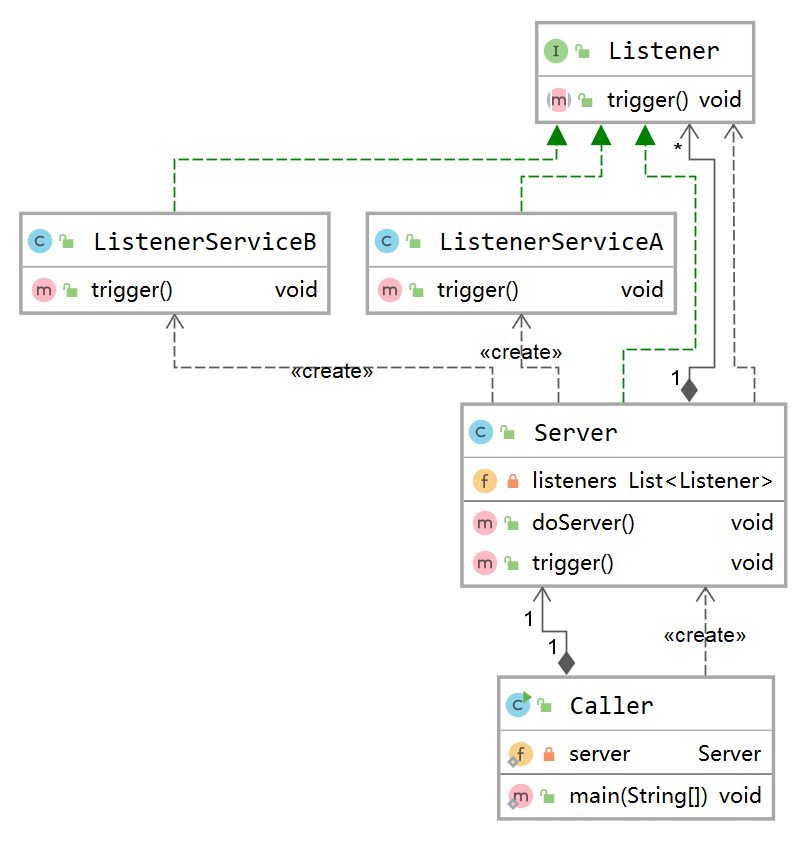 I Listener
m trigger() void
*
C ListenerServiceB
m trigger() void
C ListenerServiceA
m trigger() void
«create»
«create»
1
C Server
f listeners List<Listener>
m doServer() void
m trigger() void
1
1
«create»
C Caller
f server Server
m main(String[]) void